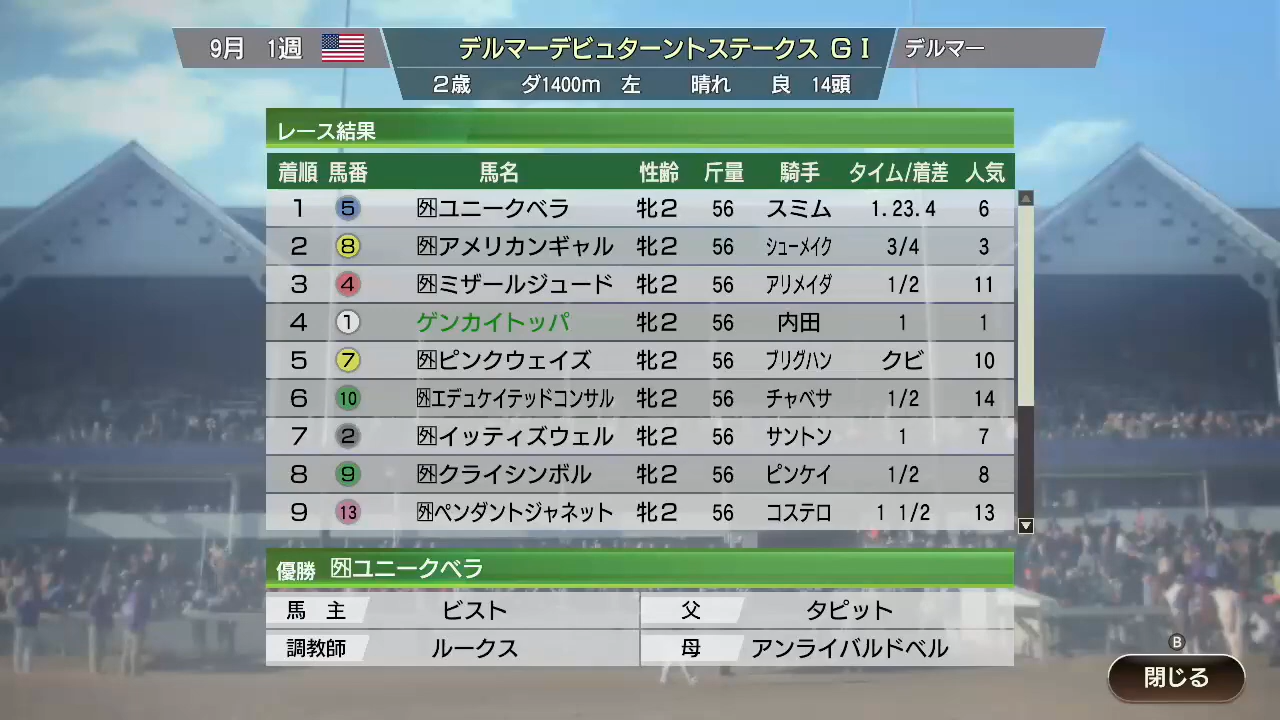 9月 1週 デルマーデビュターントステークス GⅠ デルマー
2歳 ダ1400m 左 晴れ 良 14頭
レース結果
着順 馬番 馬名 性齢 斤量 騎手 タイム/着差 人気
1 5 外ユニークベラ 牝2 56 スミム 1.23.4 6
2 8 外アメリカンギャル 牝2 56 シューメイク 3/4 3
3 4 外ミザールジュード 牝2 56 アリメイダ 1/2 11
4 1 ゲンカイトッパ 牝2 56 内田 1 1
5 7 外ピンクウェイズ 牝2 56 ブリグハン クビ 10
6 10 外エデュケイテッドコンサル 牝2 56 チャベサ 1/2 14
7 2 外イッティズウェル 牝2 56 サントン 1 7
8 9 外クライシンボル 牝2 56 ピンケイ 1/2 8
9 13 外ペンダントジャネット 牝2 56 コステロ 1 1/2 13
優勝 外ユニークベラ
馬 主 ビスト 父 タピット
調教師 ルークス 母 アンライバルドベル
B
閉じる